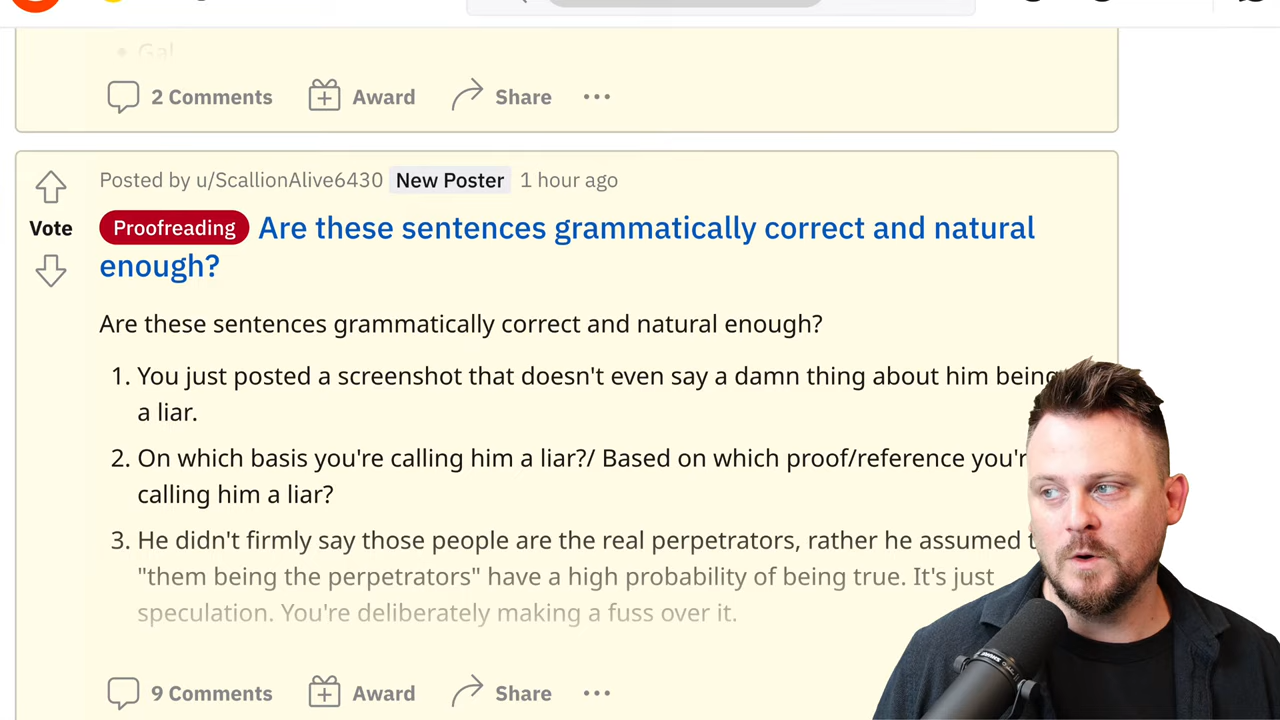 Gal
2 Comments Award Share
Posted by u/ScallionAlive6430 New Poster 1 hour ago
Vote
Proofreading Are these sentences grammatically correct and natural
enough?
Are these sentences grammatically correct and natural enough?
1. You just posted a screenshot that doesn't even say a damn thing about him being
a liar.
2. On which basis you're calling him a liar?/ Based on which proof/reference you'r
calling him a liar?
3. He didn't firmly say those people are the real perpetrators, rather he assumed
"them being the perpetrators" have a high probability of being true. It's just
speculation. You're deliberately making a fuss over it.
9 Comments Award Share